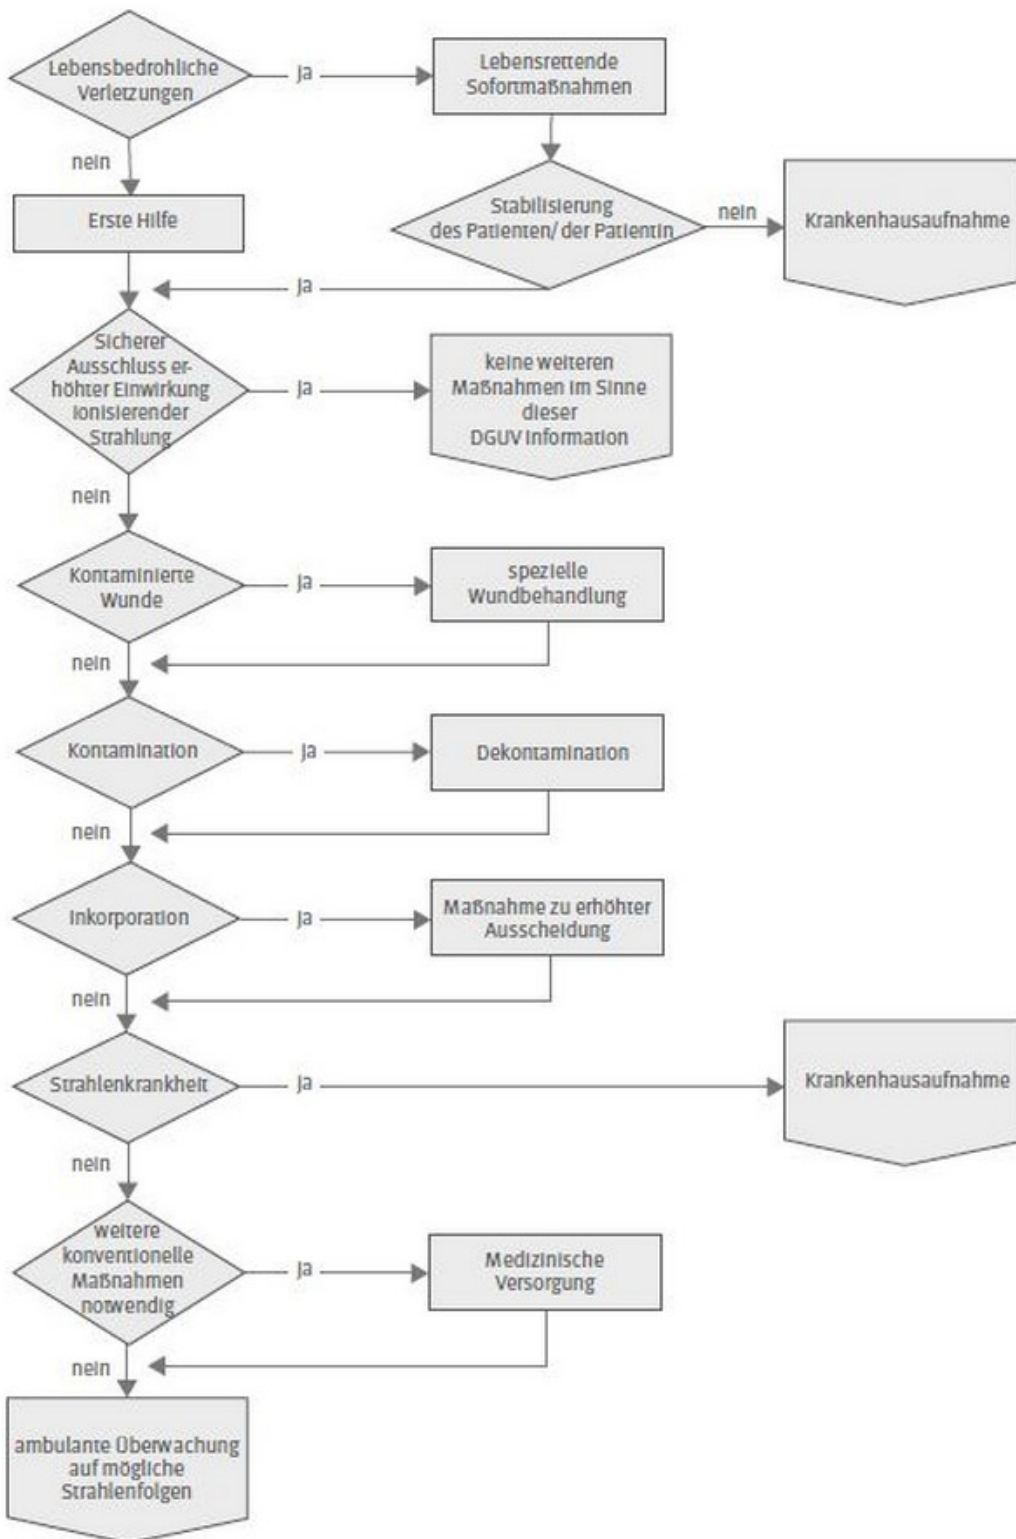 Lebensbedrohliche
Verletzungen
ja
Lebensrettende
Sofortmaßnahmen
nein
Erste Hilfe
Stabilisierung
des Patienten/ der Patientin
nein
Krankenhausaufnahme
ja
Sicherer
Ausschluss er-
höhter Einwirkung
ionisierender
Strahlung
ja
keine weiteren
Maßnahmen im Sinne
dieser
DGUV Information
nein
Kontaminierte
Wunde
ja
spezielle
Wundbehandlung
nein
Kontamination
ja
Dekontamination
nein
Inkorporation
ja
Maßnahme zu erhöhter
Ausscheidung
nein
Strahlenkrankheit
ja
Krankenhausaufnahme
nein
weitere
konventionelle
Maßnahmen
notwendig
ja
Medizinische
Versorgung
nein
ambulante Überwachung
auf mögliche
Strahlenfolgen